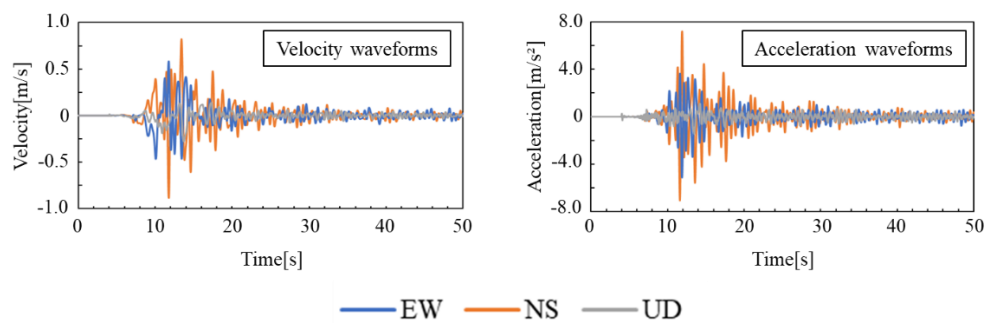 Velocity waveforms
Velocity[m/s]
1.0
0.5
0
-0.5
-1.0
0 10 20 30 40 50
Time[s]
Acceleration waveforms
Acceleration[m/s²]
8.0
4.0
0
-4.0
-8.0
0 10 20 30 40 50
Time[s]
EW NS UD